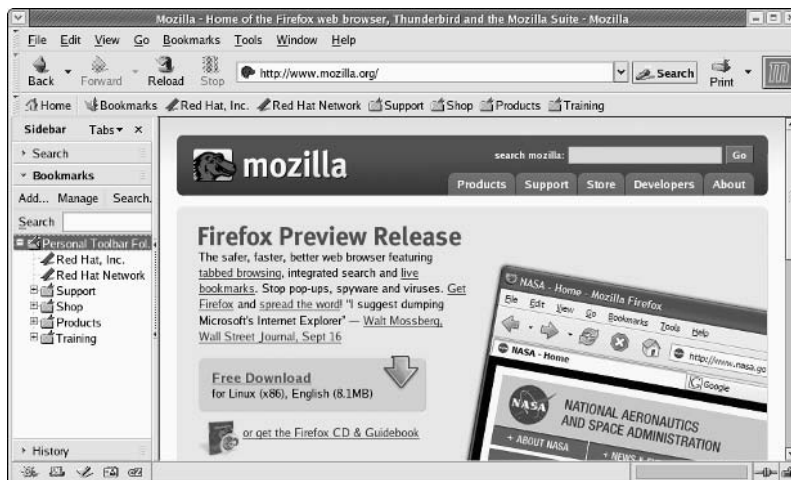 Mozilla - Home of the Firefox web browser, Thunderbird and the Mozilla Suite - Mozilla
File Edit View Go Bookmarks Tools Window Help
Back Forward Reload Stop http://www.mozilla.org/ Search Print
Home Bookmarks Red Hat, Inc. Red Hat Network Support Shop Products Training
Sidebar Tabs
Search
Bookmarks
Add... Manage Search.
Search
Personal Toolbar Fol.
Red Hat, Inc.
Red Hat Network
Support
Shop
Products
Training
History
mozilla
search mozilla: Go
Products Support Store Developers About
Firefox Preview Release
The safer, faster, better web browser featuring
tabbed browsing, integrated search and live
bookmarks. Stop pop-ups, spyware and viruses. Get
Firefox and spread the word! "I suggest dumping
Microsoft's Internet Explorer" — Walt Mossberg,
Wall Street Journal, Sept 16
Free Download
for Linux (x86), English (8.1MB)
or get the Firefox CD & Guidebook
NASA - Home - Mozilla Firefox
File Edit View Go Bookmarks Tools Help
http://www.nasa.go
NASA - Home
Google
NASA
NATIONAL AERONAUTICS
AND SPACE ADMINISTRATION
+ ABOUT NASA
+ NEWS &